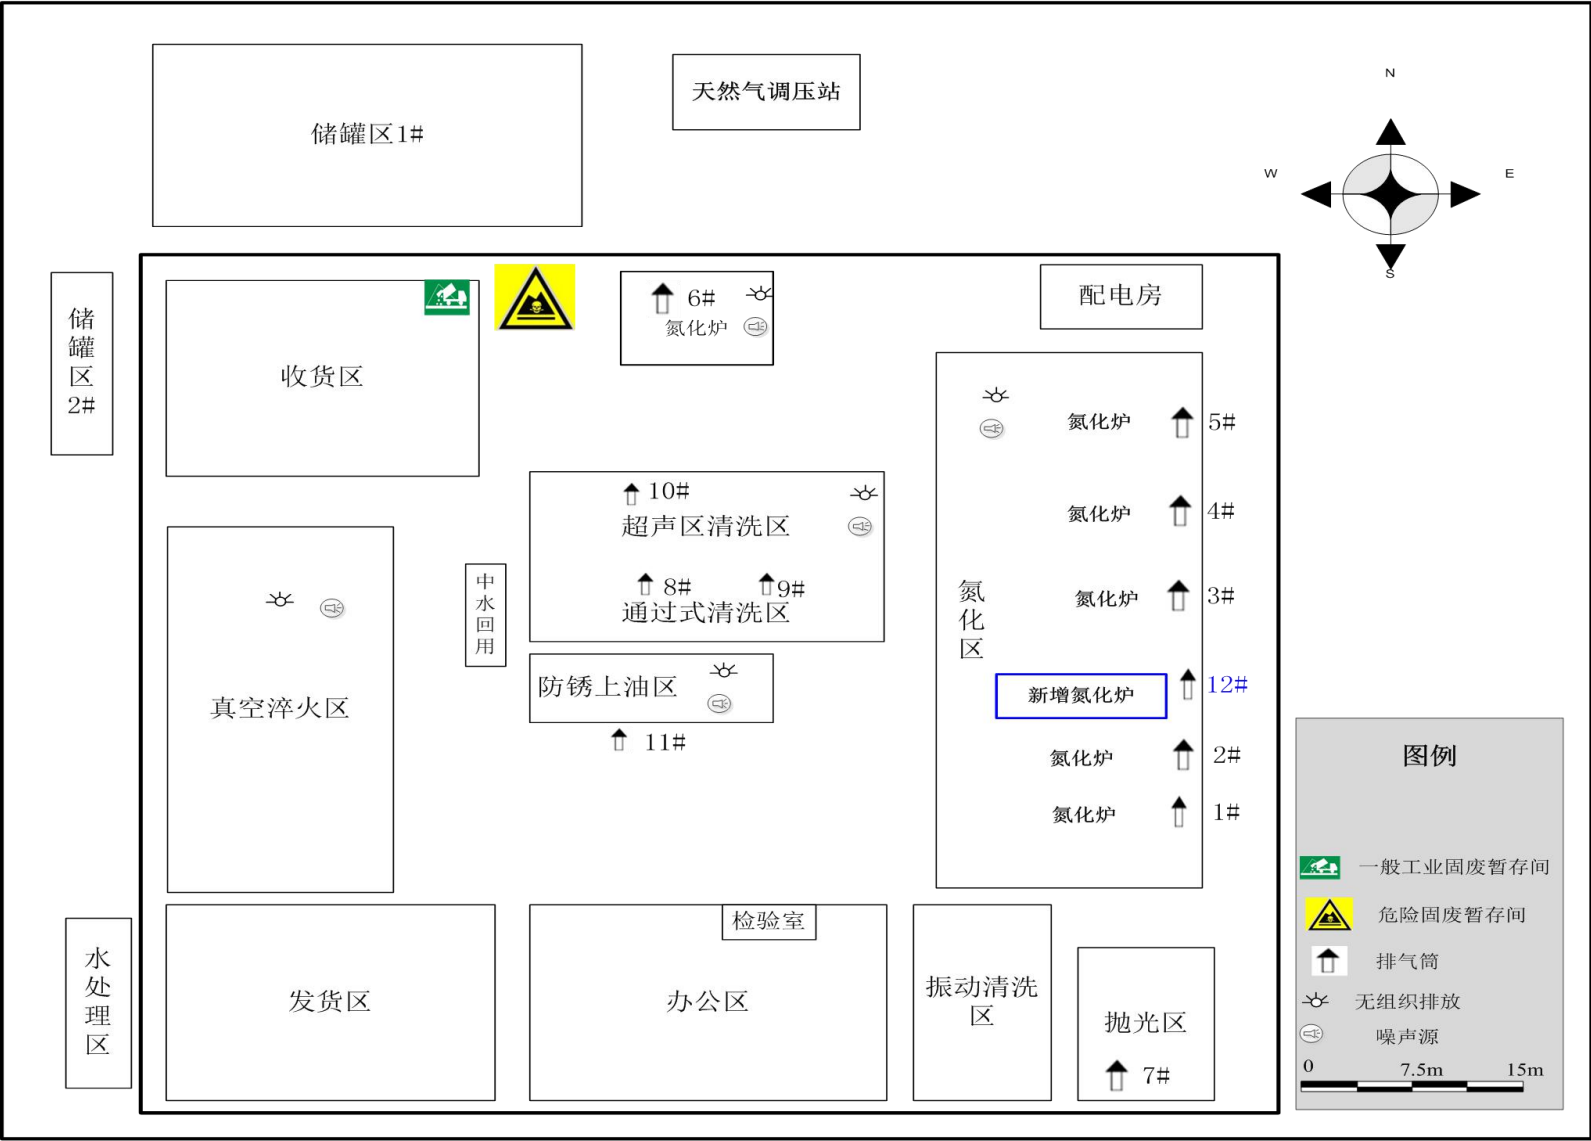 储罐区1#
天然气调压站
N
W
E
S
储罐区2#
收货区
6#
氮化炉
配电房
氮化炉
5#
氮化炉
4#
氮化炉
3#
氮化区
新增氮化炉
12#
氮化炉
2#
氮化炉
1#
10#
超声区清洗区
8#
9#
通过式清洗区
中水回用
防锈上油区
11#
真空淬火区
水处理区
发货区
检验室
办公区
振动清洗
区
抛光区
7#
图例
一般工业固废暂存间
危险固废暂存间
排气筒
无组织排放
噪声源
0
7.5m
15m